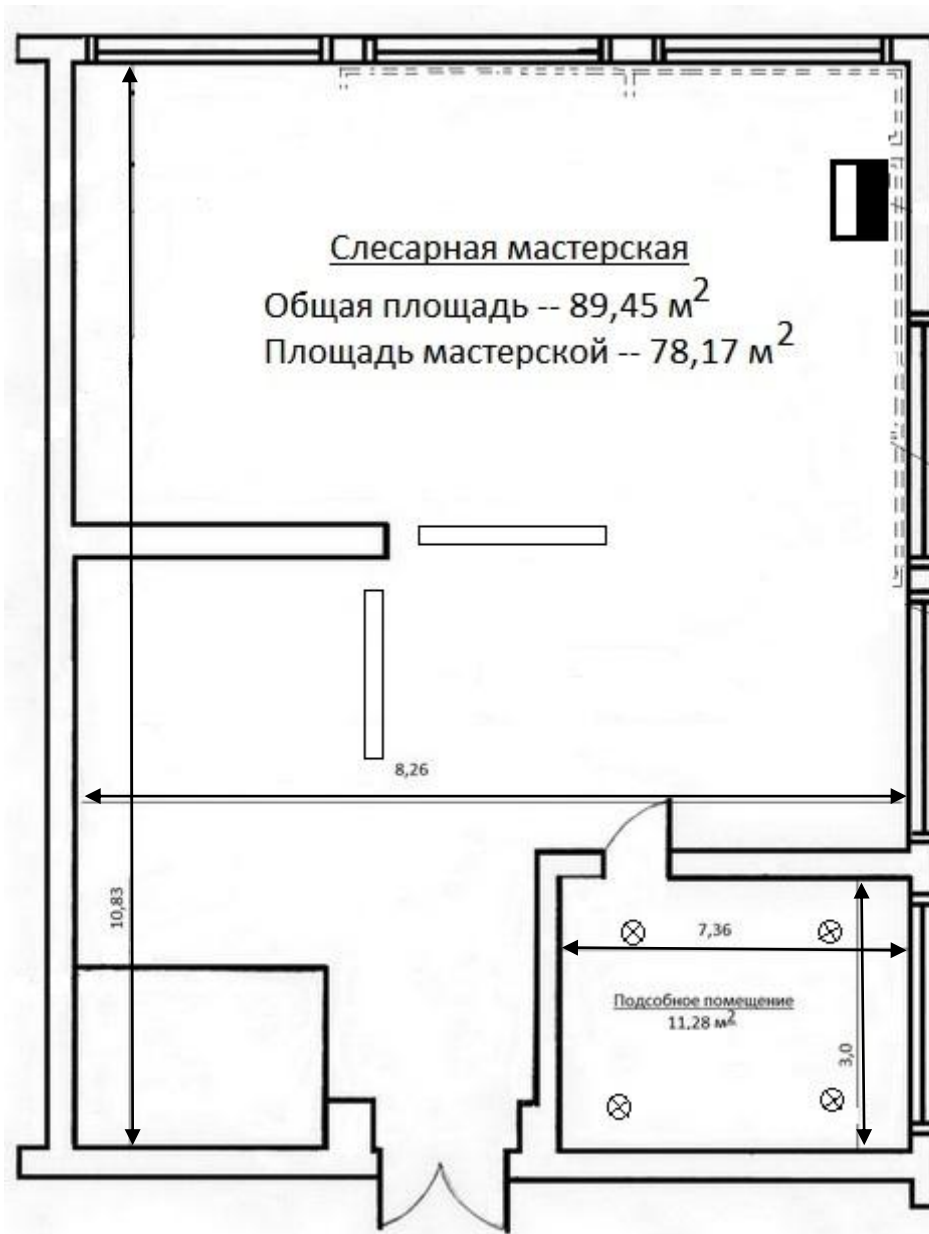 Слесарная мастерская
Общая площадь -- 89,45 м2
Площадь мастерской -- 78,17 м2
8,26
10,83
7,36
Подсобное помещение
11,28 м2
3,0